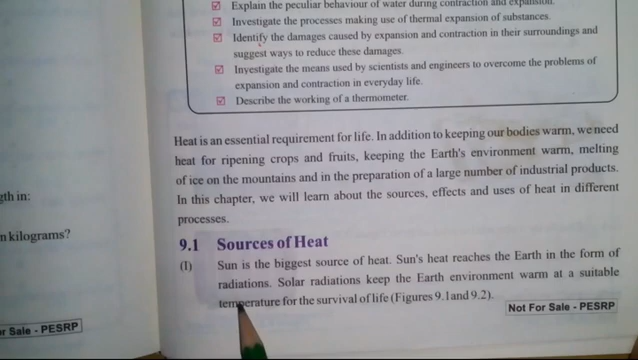 Explain the peculiar behaviour of water during contraction and expansion.
Investigate the processes making use of thermal expansion of substances.
Identify the damages caused by expansion and contraction in their surroundings and
suggest ways to reduce these damages.
Investigate the means used by scientists and engineers to overcome the problems of
expansion and contraction in everyday life.
Describe the working of a thermometer.
Heat is an essential requirement for life. In addition to keeping our bodies warm, we need
heat for ripening crops and fruits, keeping the Earth's environment warm, melting
of ice on the mountains and in the preparation of a large number of industrial products.
In this chapter, we will learn about the sources, effects and uses of heat in different
processes.
9.1 Sources of Heat
(I) Sun is the biggest source of heat. Sun's heat reaches the Earth in the form of
radiations. Solar radiations keep the Earth environment warm at a suitable
temperature for the survival of life (Figures 9.1and 9.2).
Not For Sale - PESRP
gth in:
n kilograms?
r Sale - PESRP